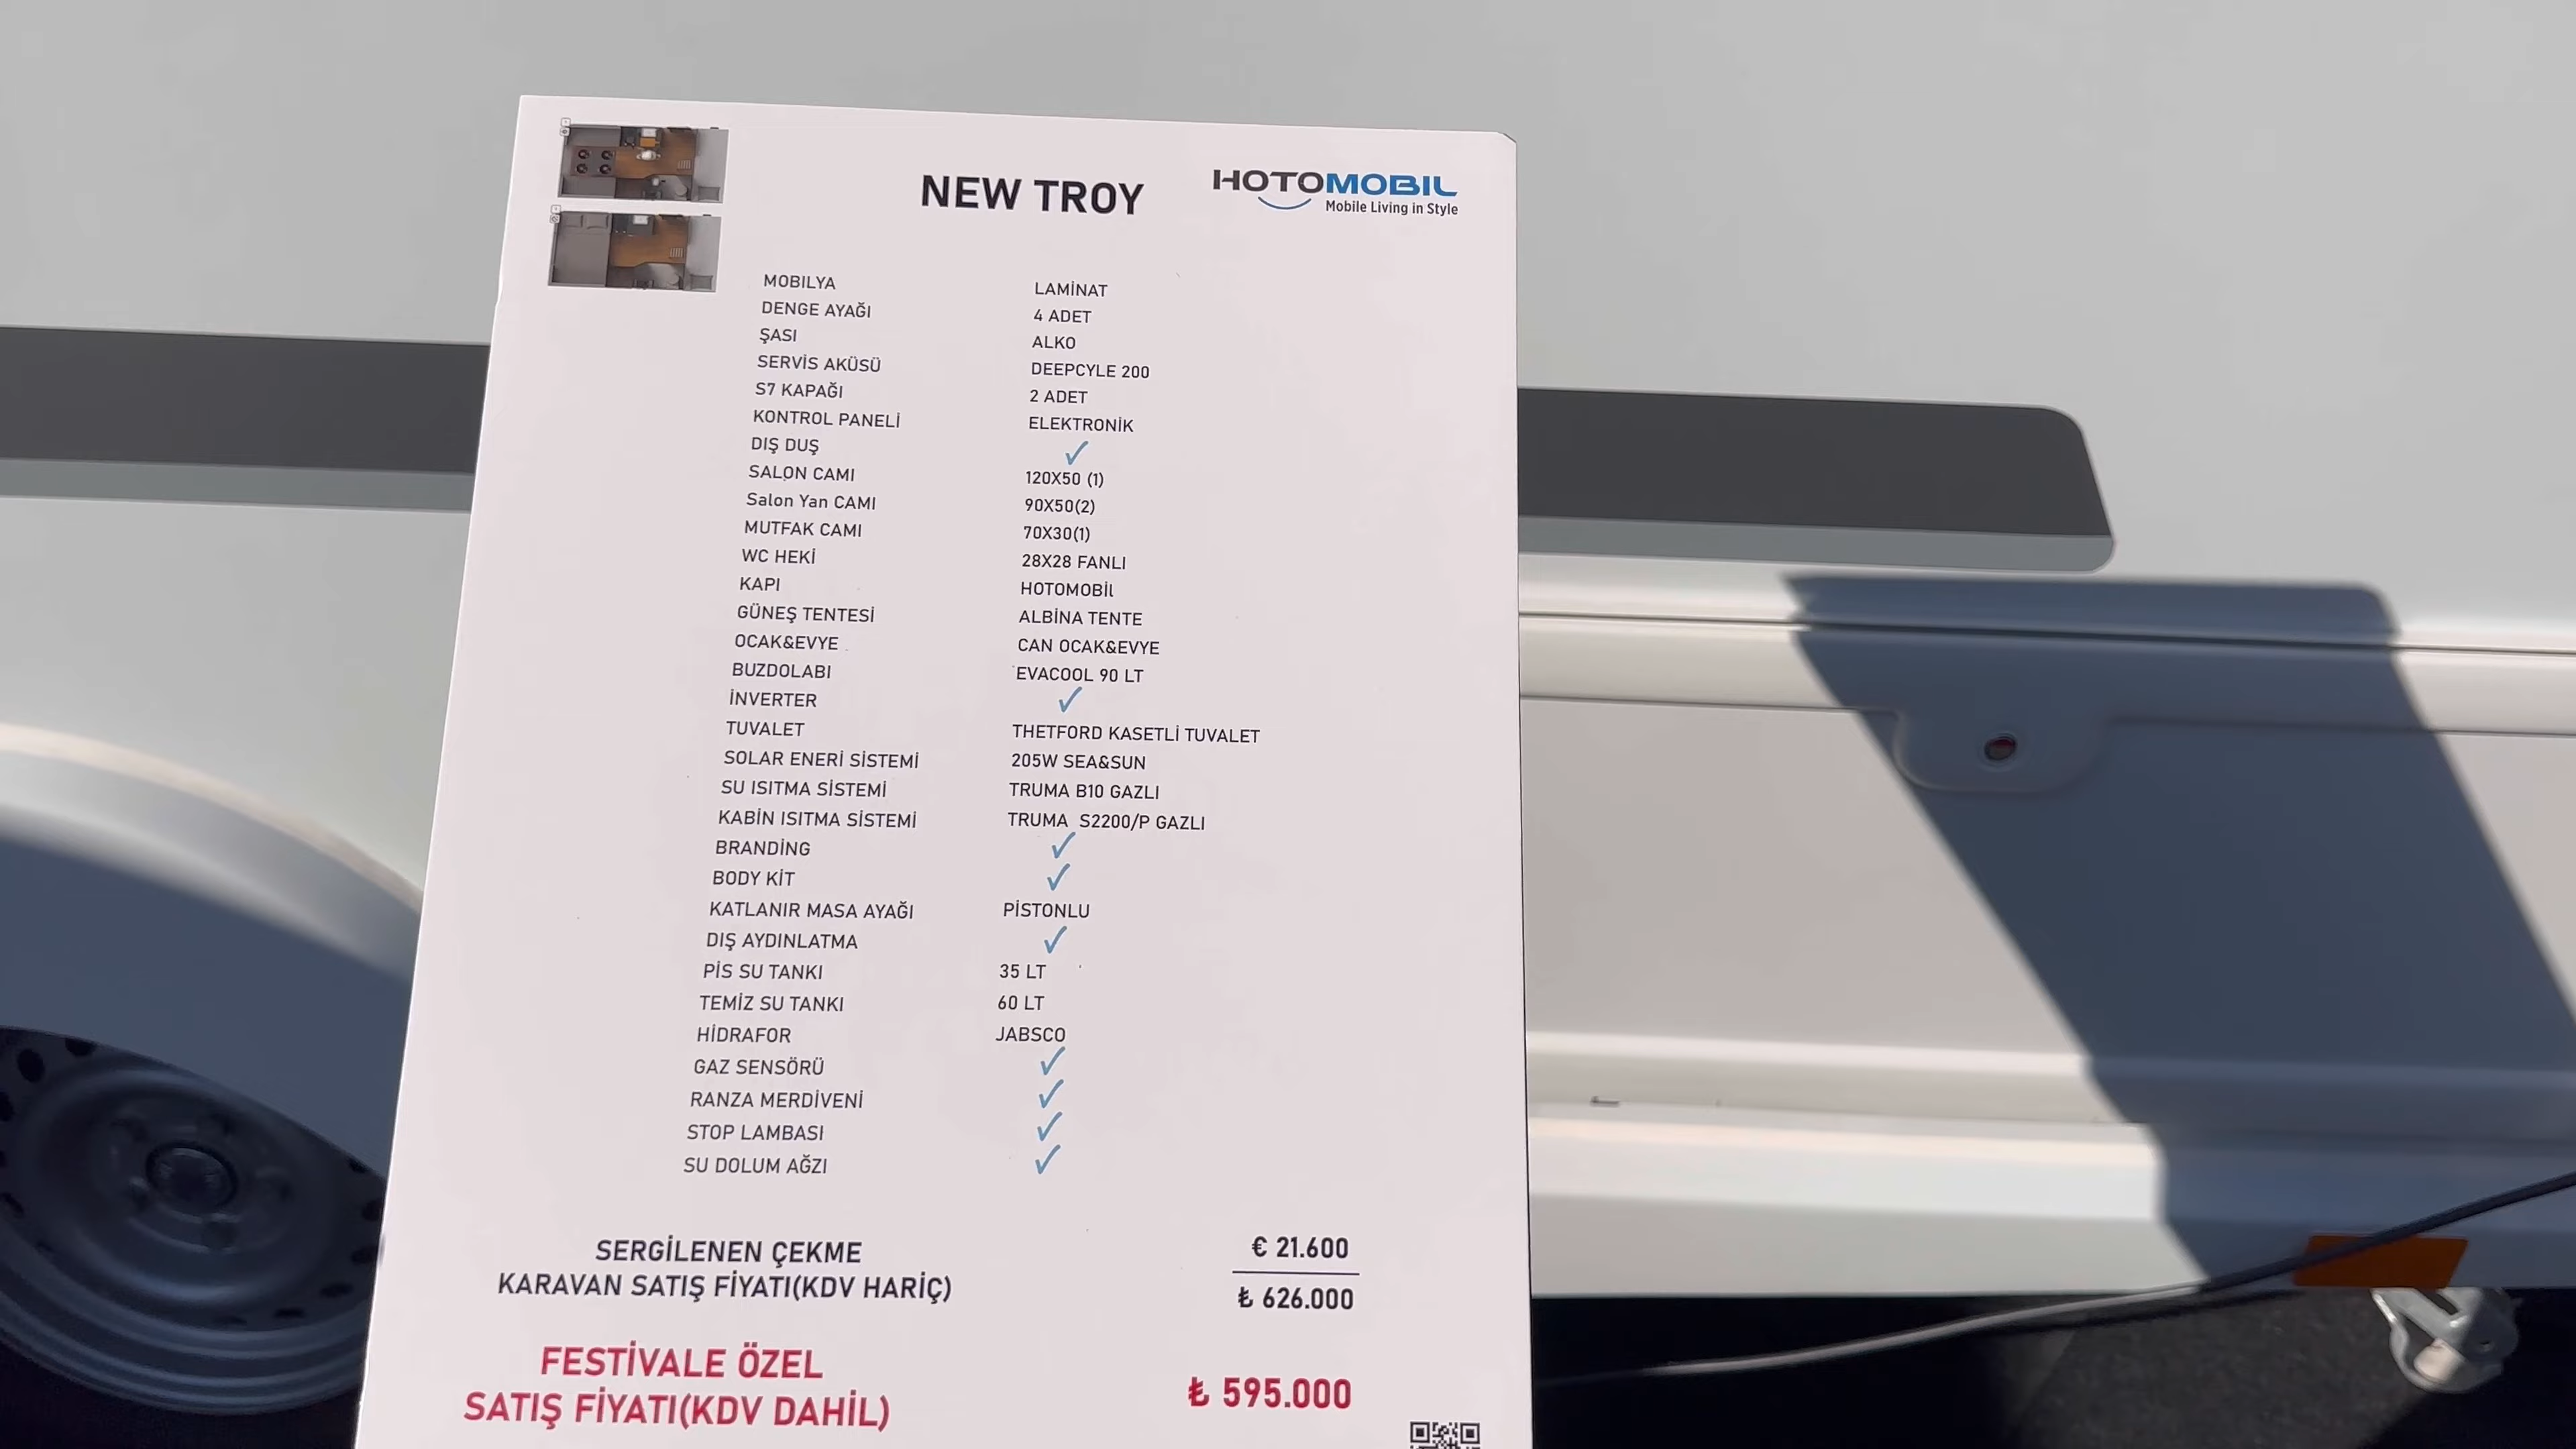 NEW TROY
HOTOMOBIL
Mobile Living in Style
MOBILYA LAMİNAT
DENGE AYAĞI 4 ADET
ŞASI ALKO
SERVİS AKÜSÜ DEEPCYLE 200
S7 KAPAĞI 2 ADET
KONTROL PANELİ ELEKTRONİK
DIŞ DUŞ ✓
SALON CAMI 120X50 (1)
Salon Yan CAMI 90X50(2)
MUTFAK CAMI 70X30(1)
WC HEKİ 28X28 FANLI
KAPI HOTOMOBİl
GÜNEŞ TENTESİ ALBİNA TENTE
OCAK&EVYE CAN OCAK&EVYE
BUZDOLABI EVACOOL 90 LT
İNVERTER ✓
TUVALET THETFORD KASETLİ TUVALET
SOLAR ENERİ SİSTEMİ 205W SEA&SUN
SU ISITMA SİSTEMİ TRUMA B10 GAZLI
KABİN ISITMA SİSTEMİ TRUMA S2200/P GAZLI
BRANDİNG ✓
BODY KİT ✓
KATLANIR MASA AYAĞI PİSTONLU
DIŞ AYDINLATMA ✓
PİS SU TANKI 35 LT
TEMİZ SU TANKI 60 LT
HİDRAFOR JABSCO
GAZ SENSÖRÜ ✓
RANZA MERDİVENİ ✓
STOP LAMBASI ✓
SU DOLUM AĞZI ✓
SERGİLENEN ÇEKME
KARAVAN SATIŞ FİYATI(KDV HARİÇ)
€ 21.600
₺ 626.000
FESTİVALE ÖZEL
SATIŞ FİYATI(KDV DAHİL)
₺ 595.000